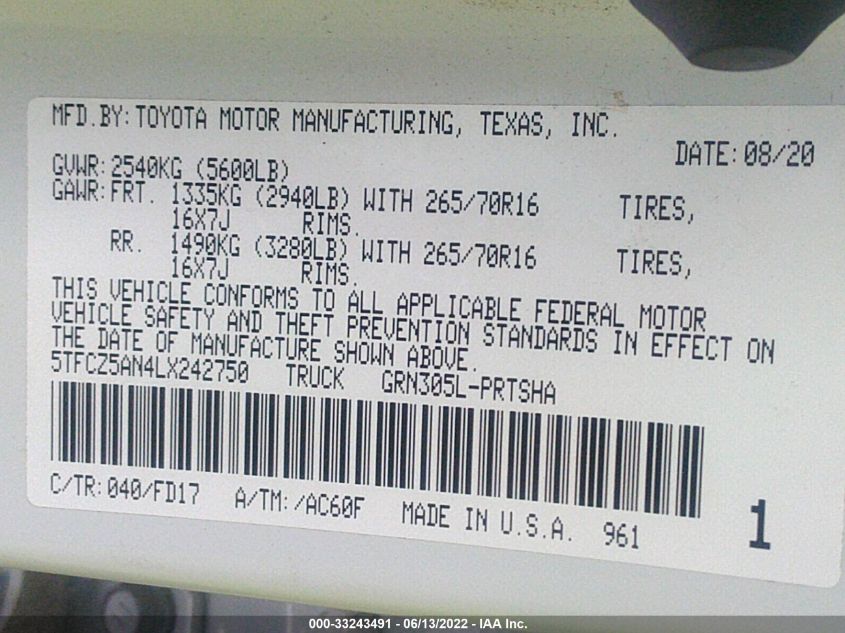 MFD.BY:TOYOTA MOTOR MANUFACTURING, TEXAS, INC.
DATE:08/20
GVWR:2540KG (5600LB)
GAWR:FRT. 1335KG (2940LB) WITH 265/70R16 TIRES,
16X7J RIMS.
RR. 1490KG (3280LB) WITH 265/70R16 TIRES,
16X7J RIMS.
THIS VEHICLE CONFORMS TO ALL APPLICABLE FEDERAL MOTOR
VEHICLE SAFETY AND THEFT PREVENTION STANDARDS IN EFFECT ON
THE DATE OF MANUFACTURE SHOWN ABOVE.
5TFCZ5AN4LX242750 TRUCK GRN305L-PRTSHA
C/TR:040/FD17 A/TM:/AC60F MADE IN U.S.A. 961 1
000-33243491 - 06/13/2022 - IAA Inc.